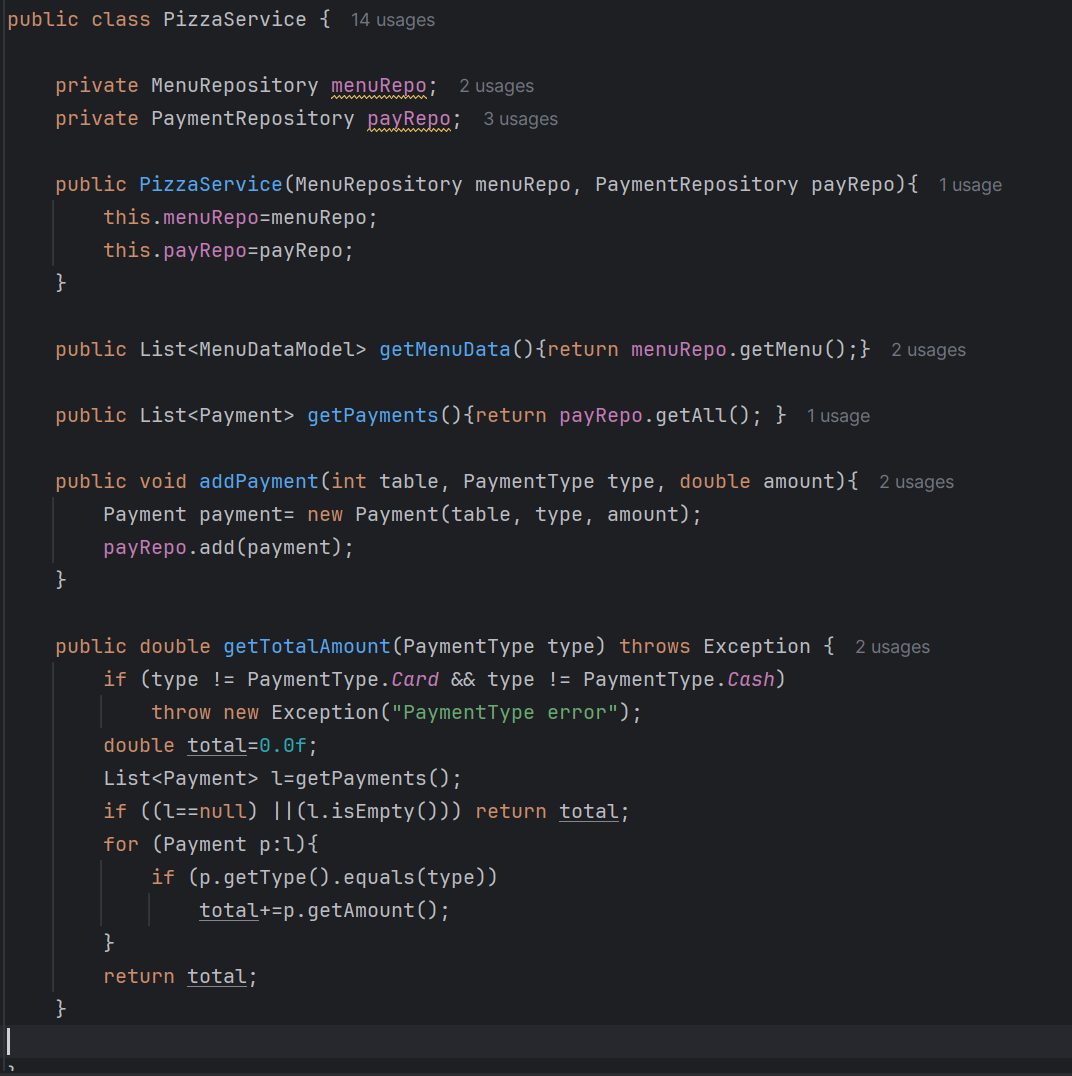 public class PizzaService {   14 usages
    private MenuRepository menuRepo;   2 usages
    private PaymentRepository payRepo;   3 usages
    public PizzaService(MenuRepository menuRepo, PaymentRepository payRepo){   1 usage
        this.menuRepo=menuRepo;
        this.payRepo=payRepo;
    }
    public List<MenuDataModel> getMenuData(){return menuRepo.getMenu();}   2 usages
    public List<Payment> getPayments(){return payRepo.getAll(); }   1 usage
    public void addPayment(int table, PaymentType type, double amount){   2 usages
        Payment payment= new Payment(table, type, amount);
        payRepo.add(payment);
    }
    public double getTotalAmount(PaymentType type) throws Exception {   2 usages
        if (type != PaymentType.Card && type != PaymentType.Cash)
            throw new Exception("PaymentType error");
        double total=0.0f;
        List<Payment> l=getPayments();
        if ((l==null) ||(l.isEmpty())) return total;
        for (Payment p:l){
            if (p.getType().equals(type))
                total+=p.getAmount();
        }
        return total;
    }